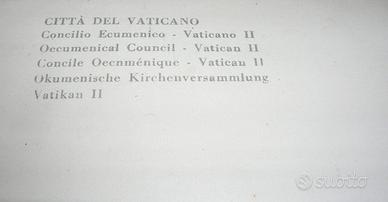 CITTÀ DEL VATICANO
Concilio Ecumenico - Vaticano II
Oecumenical Council - Vatican II
Concile Oecnménique - Vatican II
Okumenische Kirchenversammlung
Vatikan II
subito